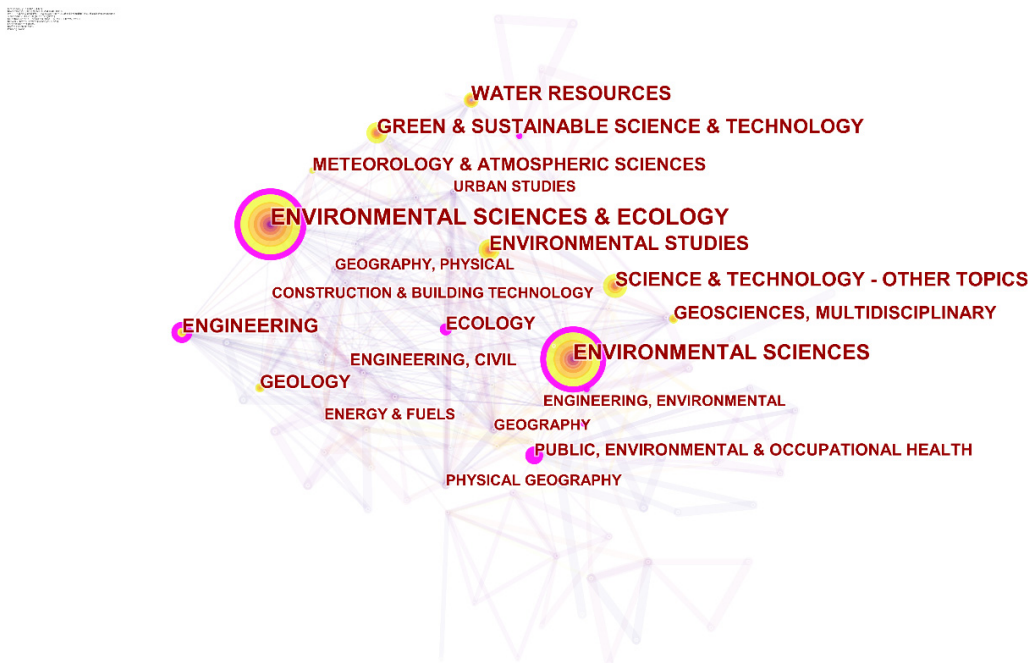 WATER RESOURCES
GREEN & SUSTAINABLE SCIENCE & TECHNOLOGY
METEOROLOGY & ATMOSPHERIC SCIENCES
URBAN STUDIES
ENVIRONMENTAL SCIENCES & ECOLOGY
ENVIRONMENTAL STUDIES
GEOGRAPHY, PHYSICAL
SCIENCE & TECHNOLOGY - OTHER TOPICS
CONSTRUCTION & BUILDING TECHNOLOGY
GEOSCIENCES, MULTIDISCIPLINARY
ENGINEERING
ECOLOGY
ENVIRONMENTAL SCIENCES
ENGINEERING, CIVIL
GEOLOGY
ENGINEERING, ENVIRONMENTAL
ENERGY & FUELS
GEOGRAPHY
PUBLIC, ENVIRONMENTAL & OCCUPATIONAL HEALTH
PHYSICAL GEOGRAPHY